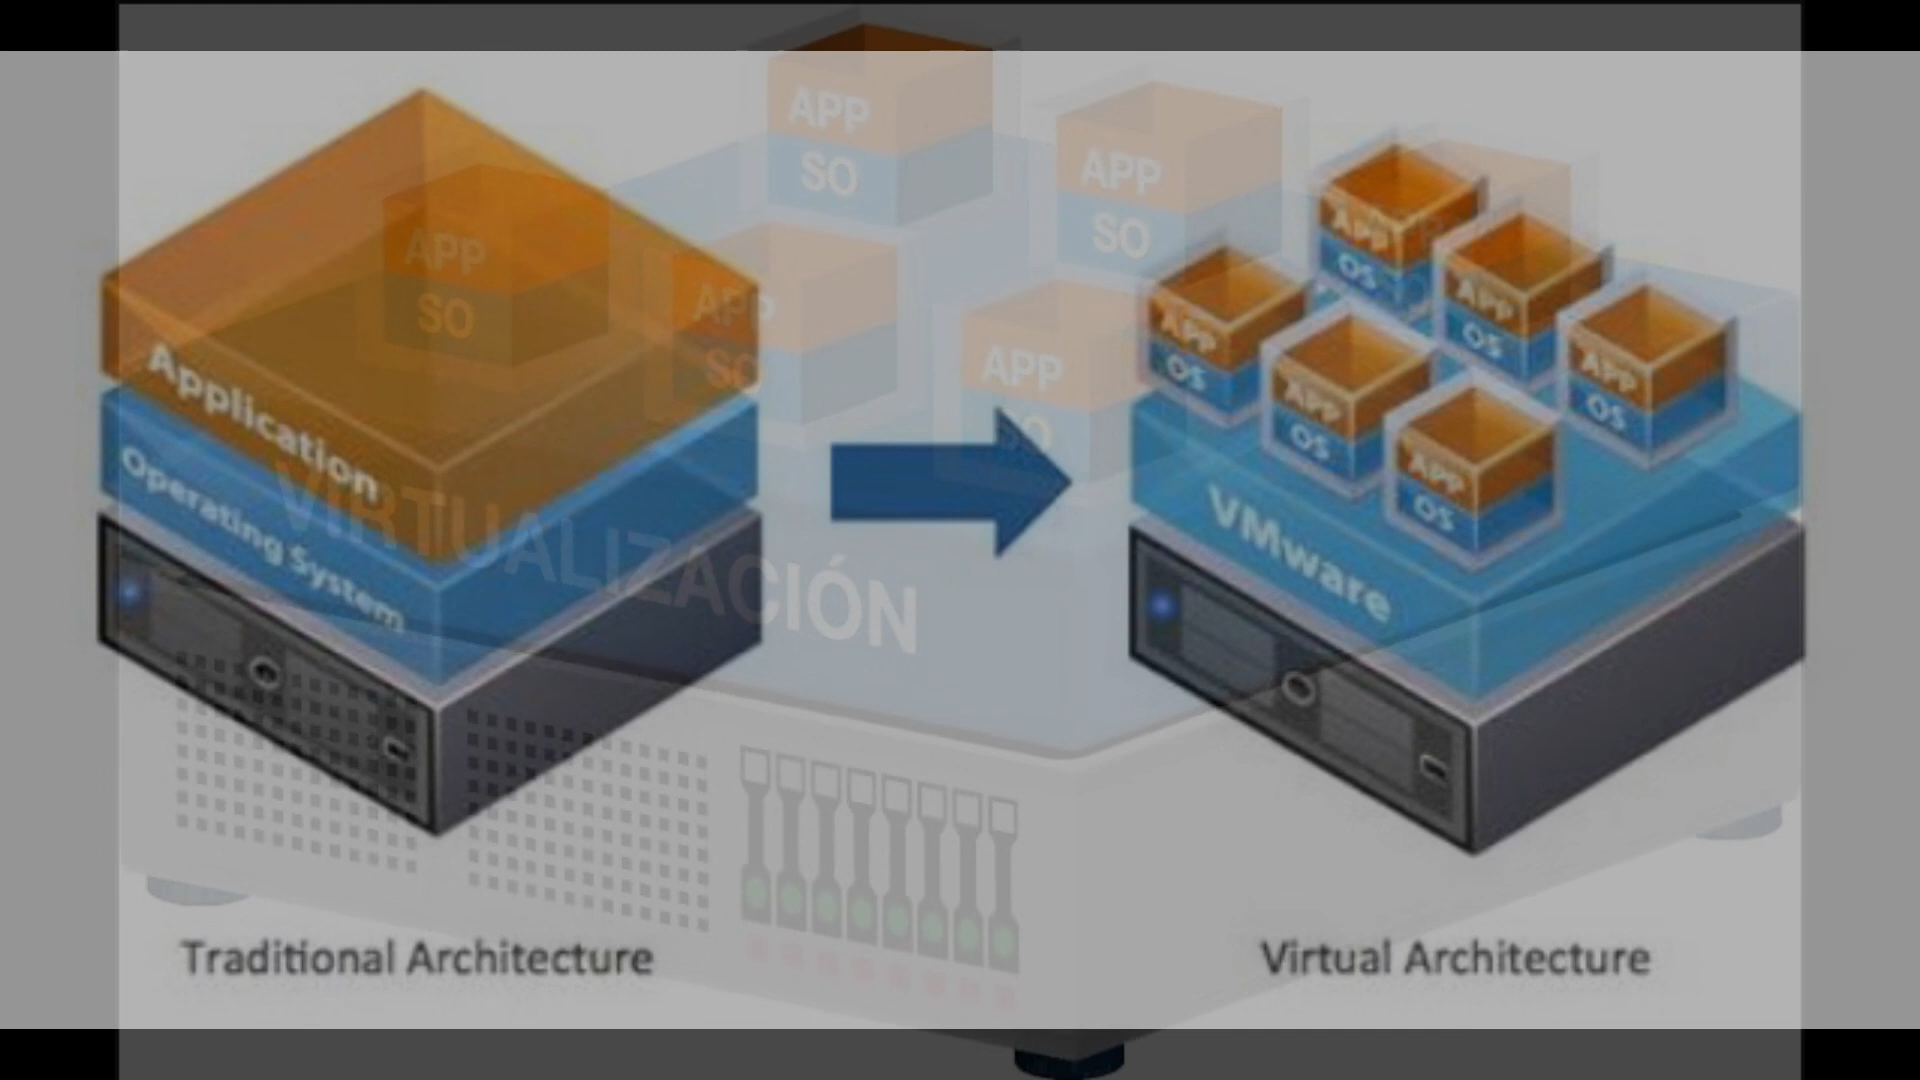 APP
SO
APP
SO
APP
SO
APP
SO
APP
SO
VIRTUALIZACIÓN
Application
Operating System
APP
OS
APP
OS
APP
OS
APP
OS
APP
OS
APP
OS
VMware
Traditional Architecture
Virtual Architecture